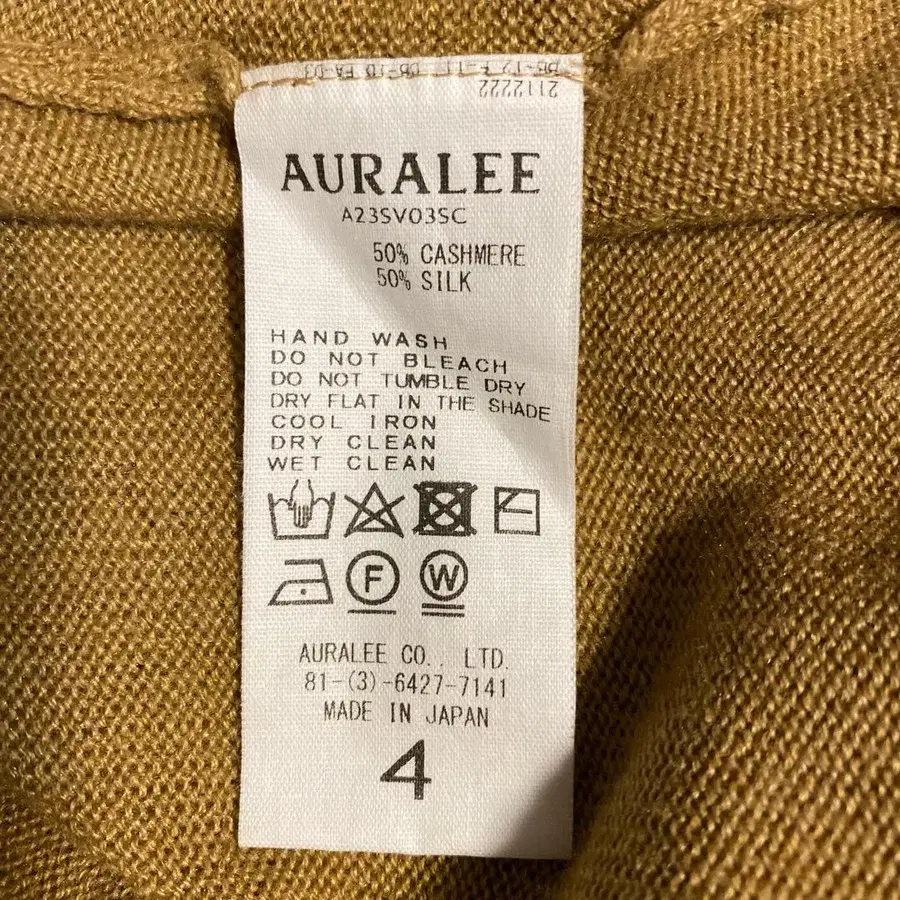 2112222
AURALEE
A23SV03SC
50% CASHMERE
50% SILK
HAND WASH
DO NOT BLEACH
DO NOT TUMBLE DRY
DRY FLAT IN THE SHADE
COOL IRON
DRY CLEAN
WET CLEAN
F W
AURALEE CO., LTD.
81-(3)-6427-7141
MADE IN JAPAN
4